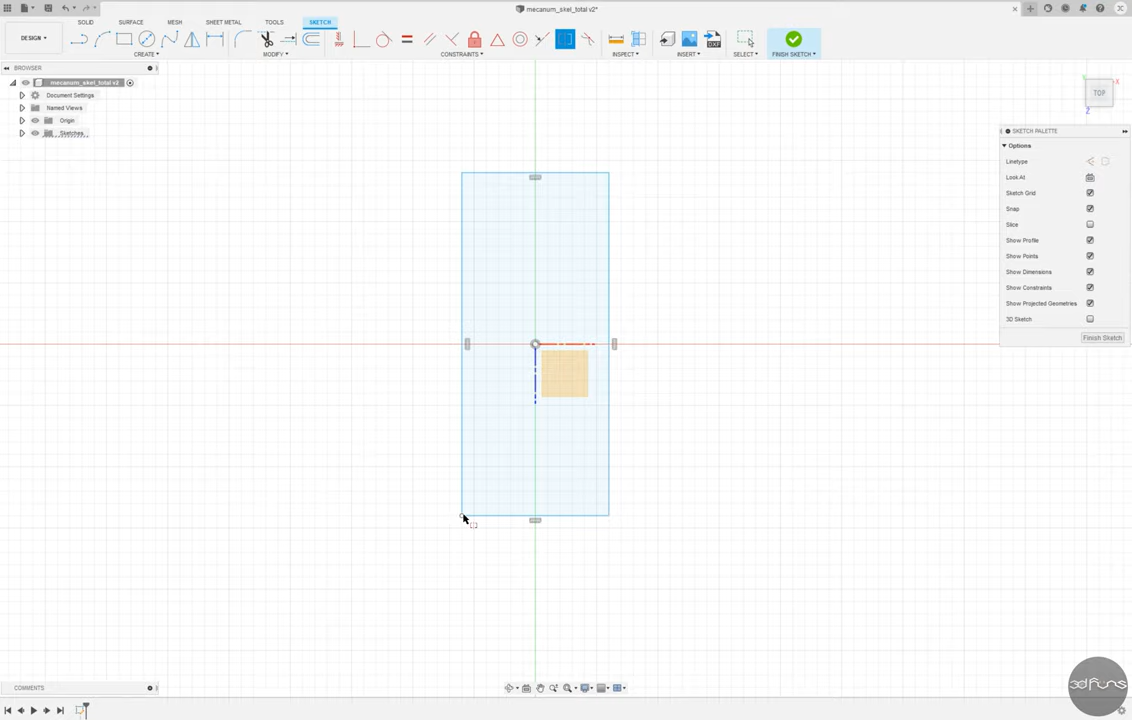 mecanum_skel_total v2*
SOLID SURFACE MESH SHEET METAL TOOLS SKETCH
DESIGN
CREATE MODIFY CONSTRAINTS INSPECT INSERT SELECT FINISH SKETCH
BROWSER
mecanum_skel_total v2
Document Settings
Named Views
Origin
Sketches
TOP
X
Z
SKETCH PALETTE
Options
Linetype
Look At
Sketch Grid
Snap
Slice
Show Profile
Show Points
Show Dimensions
Show Constraints
Show Projected Geometries
3D Sketch
Finish Sketch
COMMENTS
3dfuns